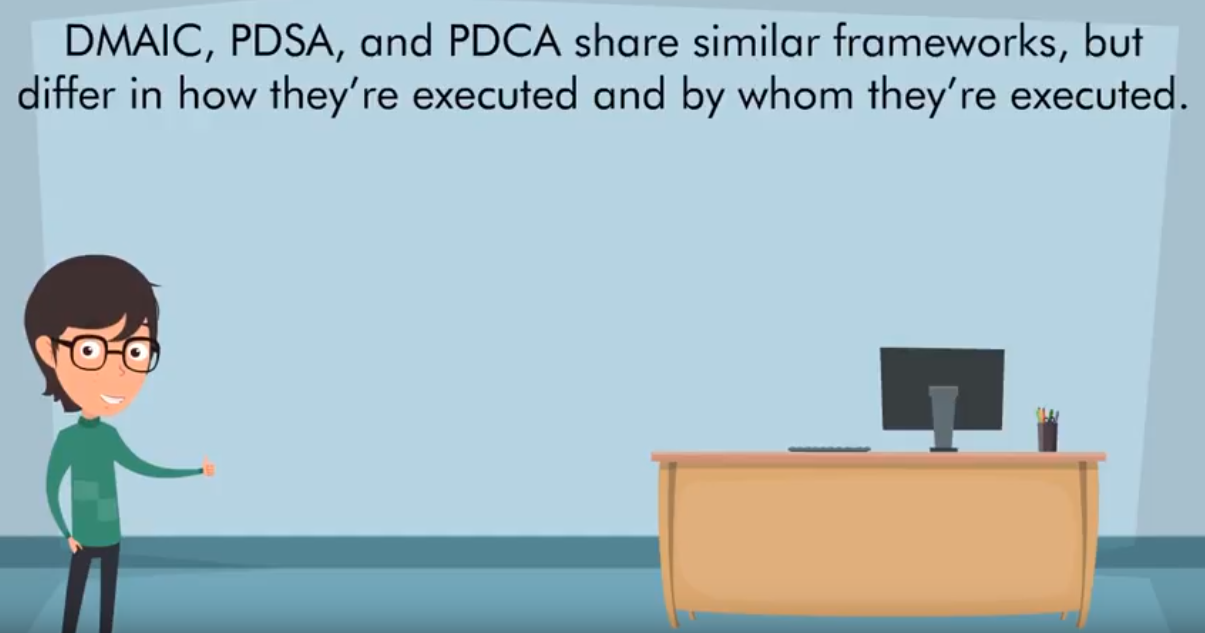 DMAIC, PDSA, and PDCA share similar frameworks, but
differ in how they’re executed and by whom they’re executed.